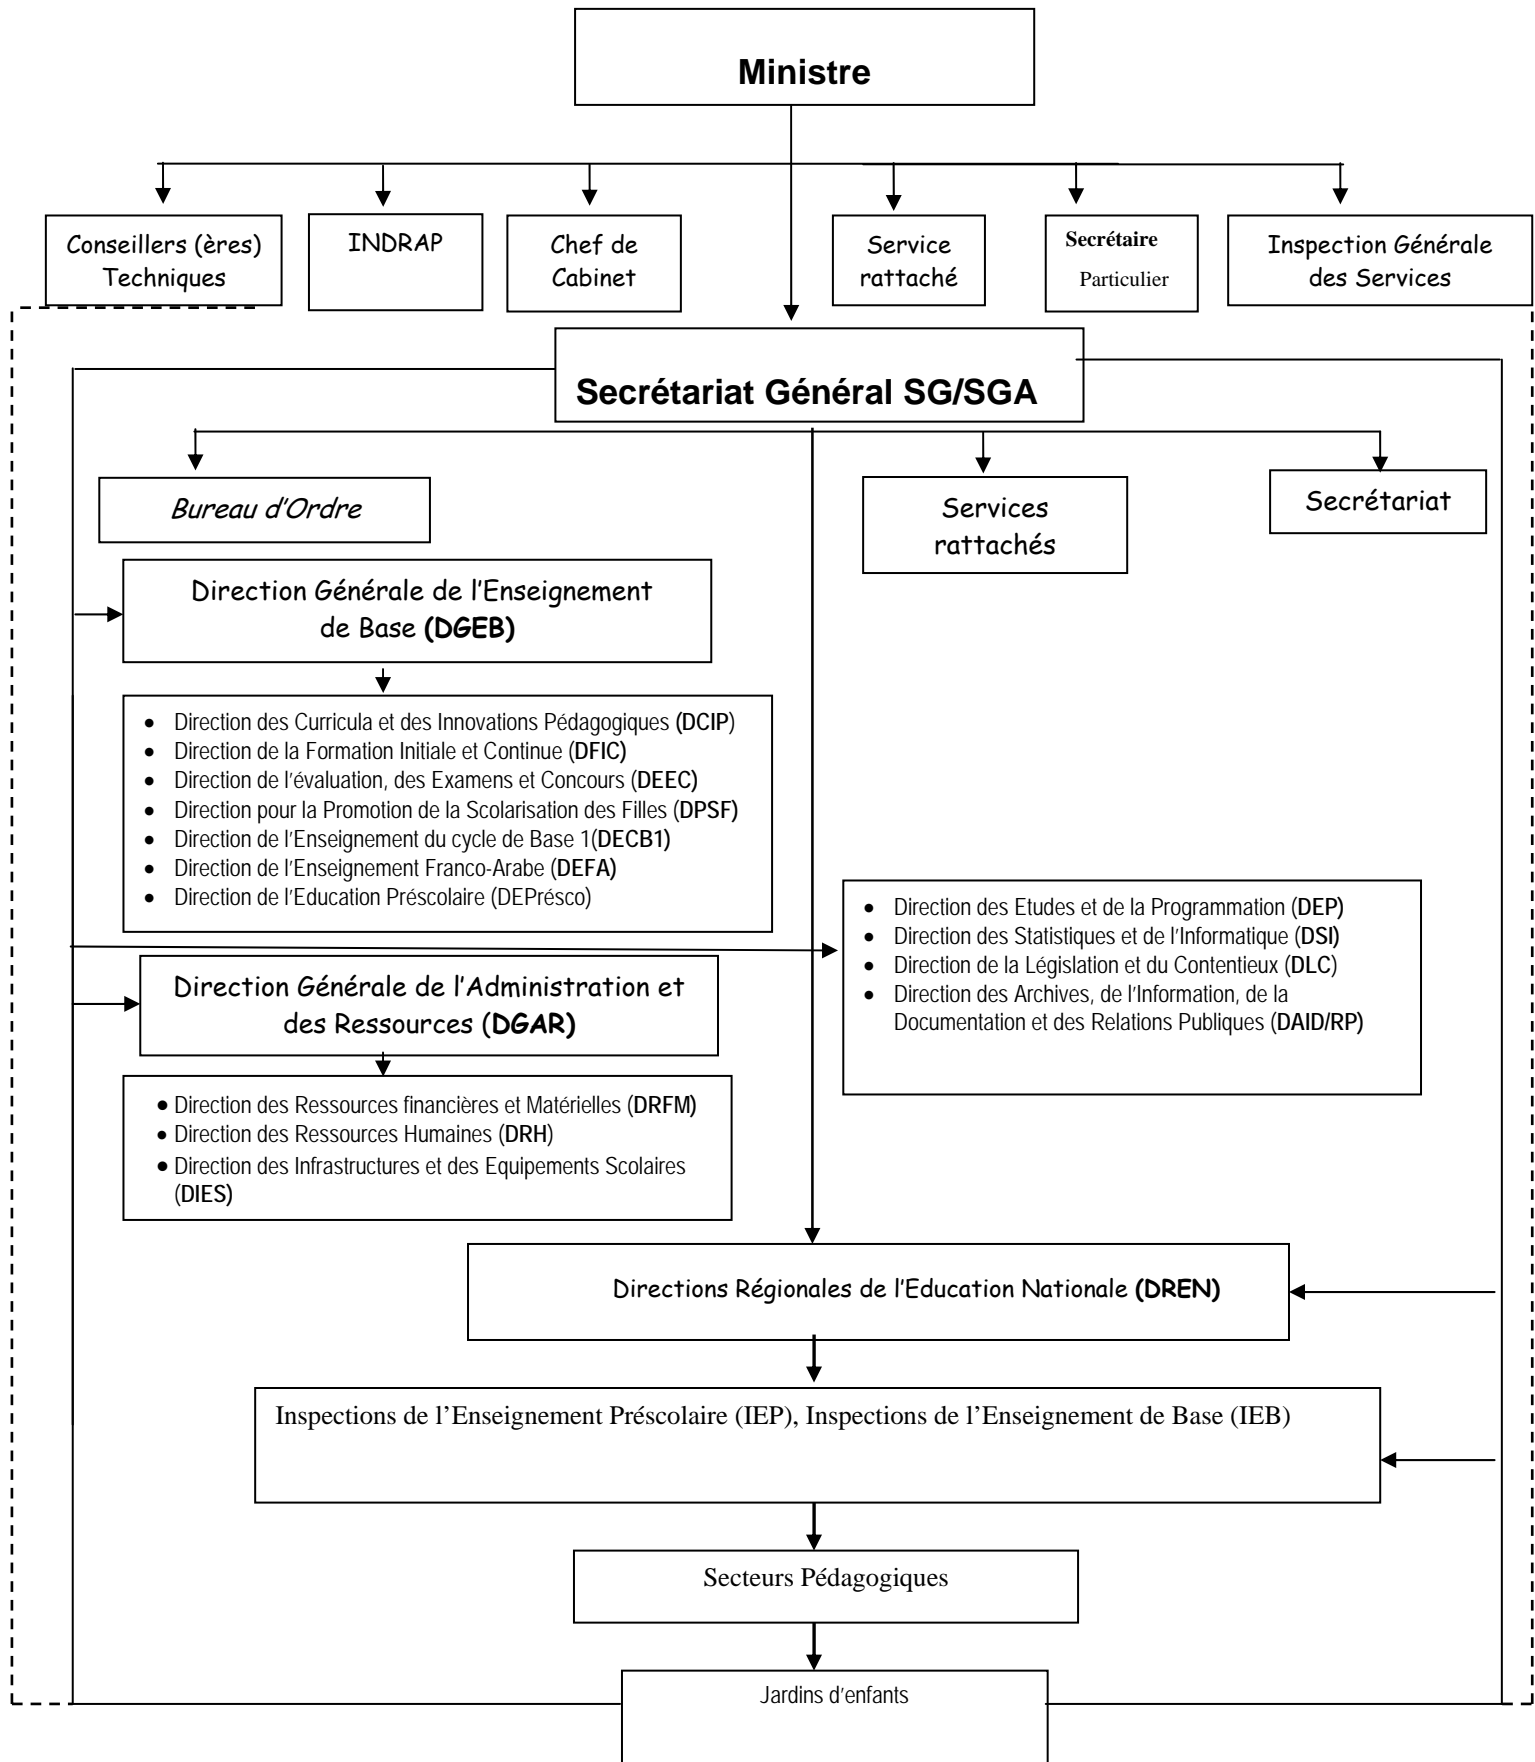 Ministre
Conseillers (ères)
Techniques
INDRAP
Chef de
Cabinet
Service
rattaché
Secrétaire
Particulier
Inspection Générale
des Services
Secrétariat Général SG/SGA
Bureau d'Ordre
Services
rattachés
Secrétariat
Direction Générale de l'Enseignement
de Base (DGEB)
• Direction des Curricula et des Innovations Pédagogiques (DCIP)
• Direction de la Formation Initiale et Continue (DFIC)
• Direction de l'évaluation, des Examens et Concours (DEEC)
• Direction pour la Promotion de la Scolarisation des Filles (DPSF)
• Direction de l'Enseignement du cycle de Base 1(DECB1)
• Direction de l'Enseignement Franco-Arabe (DEFA)
• Direction de l'Education Préscolaire (DEPrésco)
• Direction des Etudes et de la Programmation (DEP)
• Direction des Statistiques et de l'Informatique (DSI)
• Direction de la Législation et du Contentieux (DLC)
• Direction des Archives, de l'Information, de la
Documentation et des Relations Publiques (DAID/RP)
Direction Générale de l'Administration et
des Ressources (DGAR)
• Direction des Ressources financières et Matérielles (DRFM)
• Direction des Ressources Humaines (DRH)
• Direction des Infrastructures et des Equipements Scolaires
(DIES)
Directions Régionales de l'Education Nationale (DREN)
Inspections de l'Enseignement Préscolaire (IEP), Inspections de l'Enseignement de Base (IEB)
Secteurs Pédagogiques
Jardins d'enfants